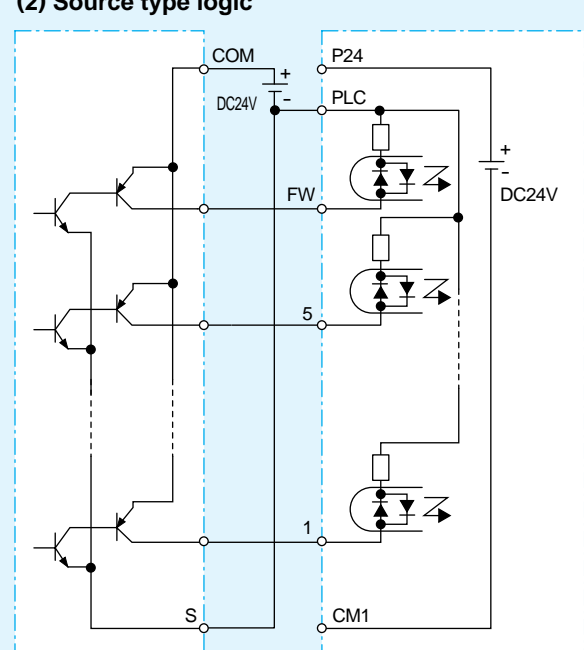 (2) Source type logic
COM
P24
+
DC24V
-
PLC
+
-
DC24V
FW
5
1
S
CM1